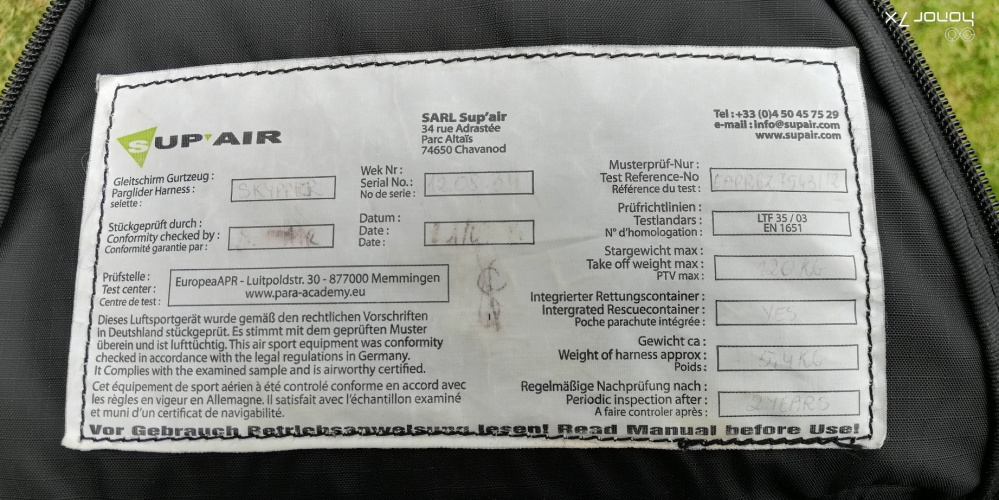 honor 7X
SUP'AIR
SARL Sup'air
34 rue Adrastée
Parc Altaïs
74650 Chavanod
Tel : +33 (0)4 50 45 75 29
e-mail : info@supair.com
www.supair.com
Gleitschirm Gurtzeug :
Parglider Harness : SKYPPER
selette :
Wek Nr :
Serial No. :
No de serie :
Musterprüf-Nur :
Test Reference-No
Référence du test :
Stückgeprüft durch :
Conformity checked by :
Conformité garantie par :
Datum :
Date :
Date :
Prüfrichtlinien :
Testlandars :
N° d'homologation :
LTF 35 / 03
EN 1651
Stargewicht max :
Take off weight max : 120 KG
PTV max :
Prüfstelle :
Test center :
Centre de test :
EuropeaAPR - Luitpoldstr. 30 - 877000 Memmingen
www.para-academy.eu
Integrierter Rettungscontainer :
Intergrated Rescuecontainer : YES
Poche parachute intégrée :
Gewicht ca :
Weight of harness approx : 5,4 KG
Poids :
Regelmäßige Nachprüfung nach :
Periodic inspection after : 2 YEARS
A faire controler après :
Dieses Luftsportgerät wurde gemäß den rechtlichen Vorschriften
in Deutshland stückgeprüt. Es stimmt mit dem geprüften Muster
überein und ist lufttüchtig. This air sport equipment was conformity
checked in accordance with the legal regulations in Germany.
It Complies with the examined sample and is airworthy certified.
Cet équipement de sport aérien à été controlé conforme en accord avec
les règles en vigeur en Allemagne. Il satisfait avec l'échantillon examiné
et muni d'un certificat de navigabilité.
Vor Gebrauch Betriebsanweisung lesen! Read Manual before Use!